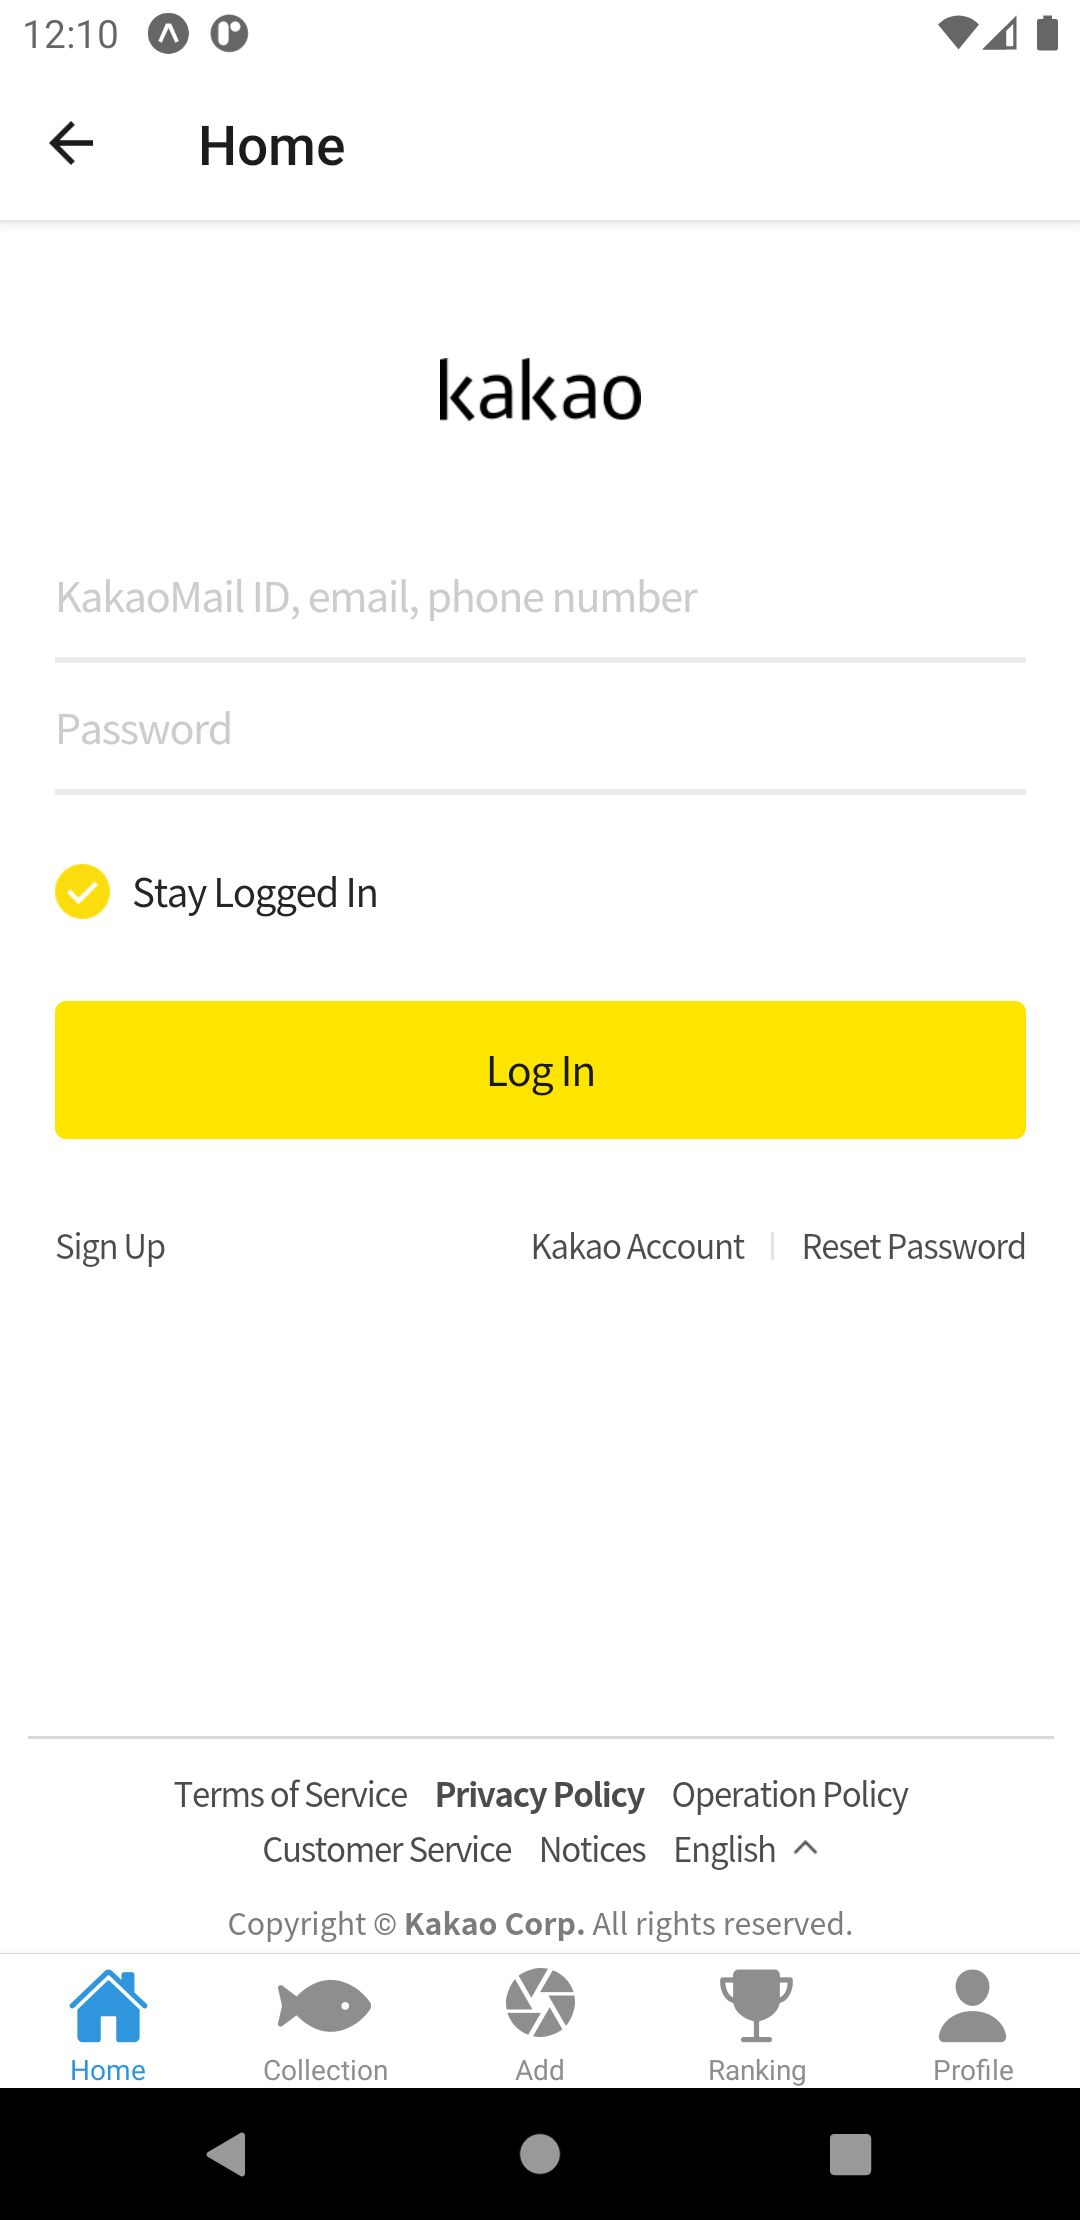 12:10
Home
kakao
KakaoMail ID, email, phone number
Password
Stay Logged In
Log In
Sign Up Kakao Account Reset Password
Terms of Service Privacy Policy Operation Policy
Customer Service Notices English
Copyright © Kakao Corp. All rights reserved.
Home Collection Add Ranking Profile